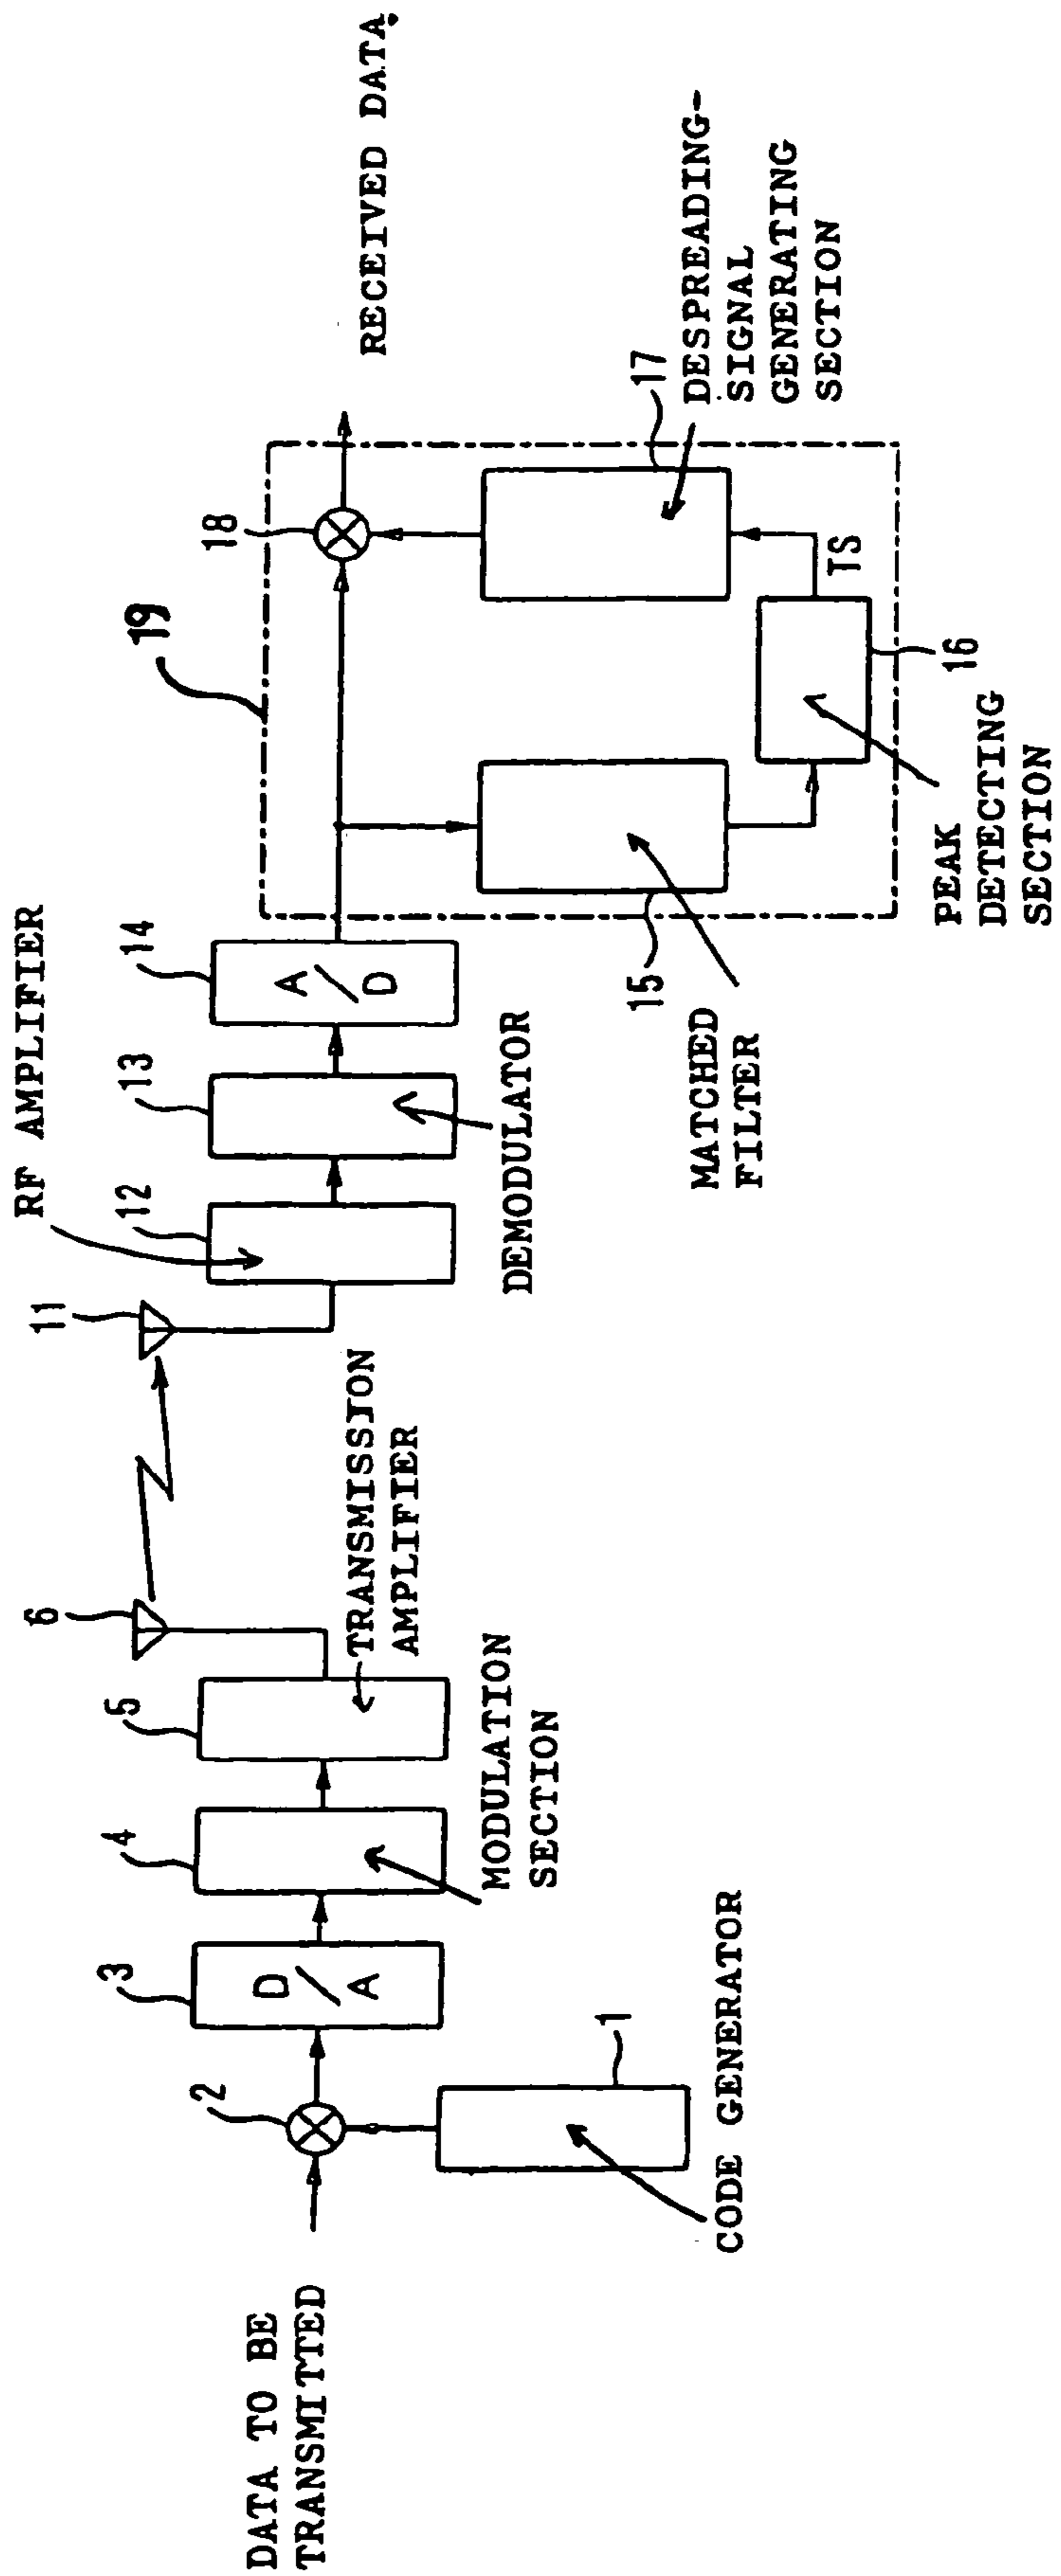 DATA TO BE
TRANSMITTED
2
CODE GENERATOR
1
3
D
/
A
4
MODULATION
SECTION
5
TRANSMISSION
AMPLIFIER
6
11
RF AMPLIFIER
12
13
DEMODULATOR
14
A
/
D
19
15
MATCHED
FILTER
PEAK
DETECTING
SECTION
16
TS
18
17
DESPREADING-
SIGNAL
GENERATING
SECTION
RECEIVED DATA